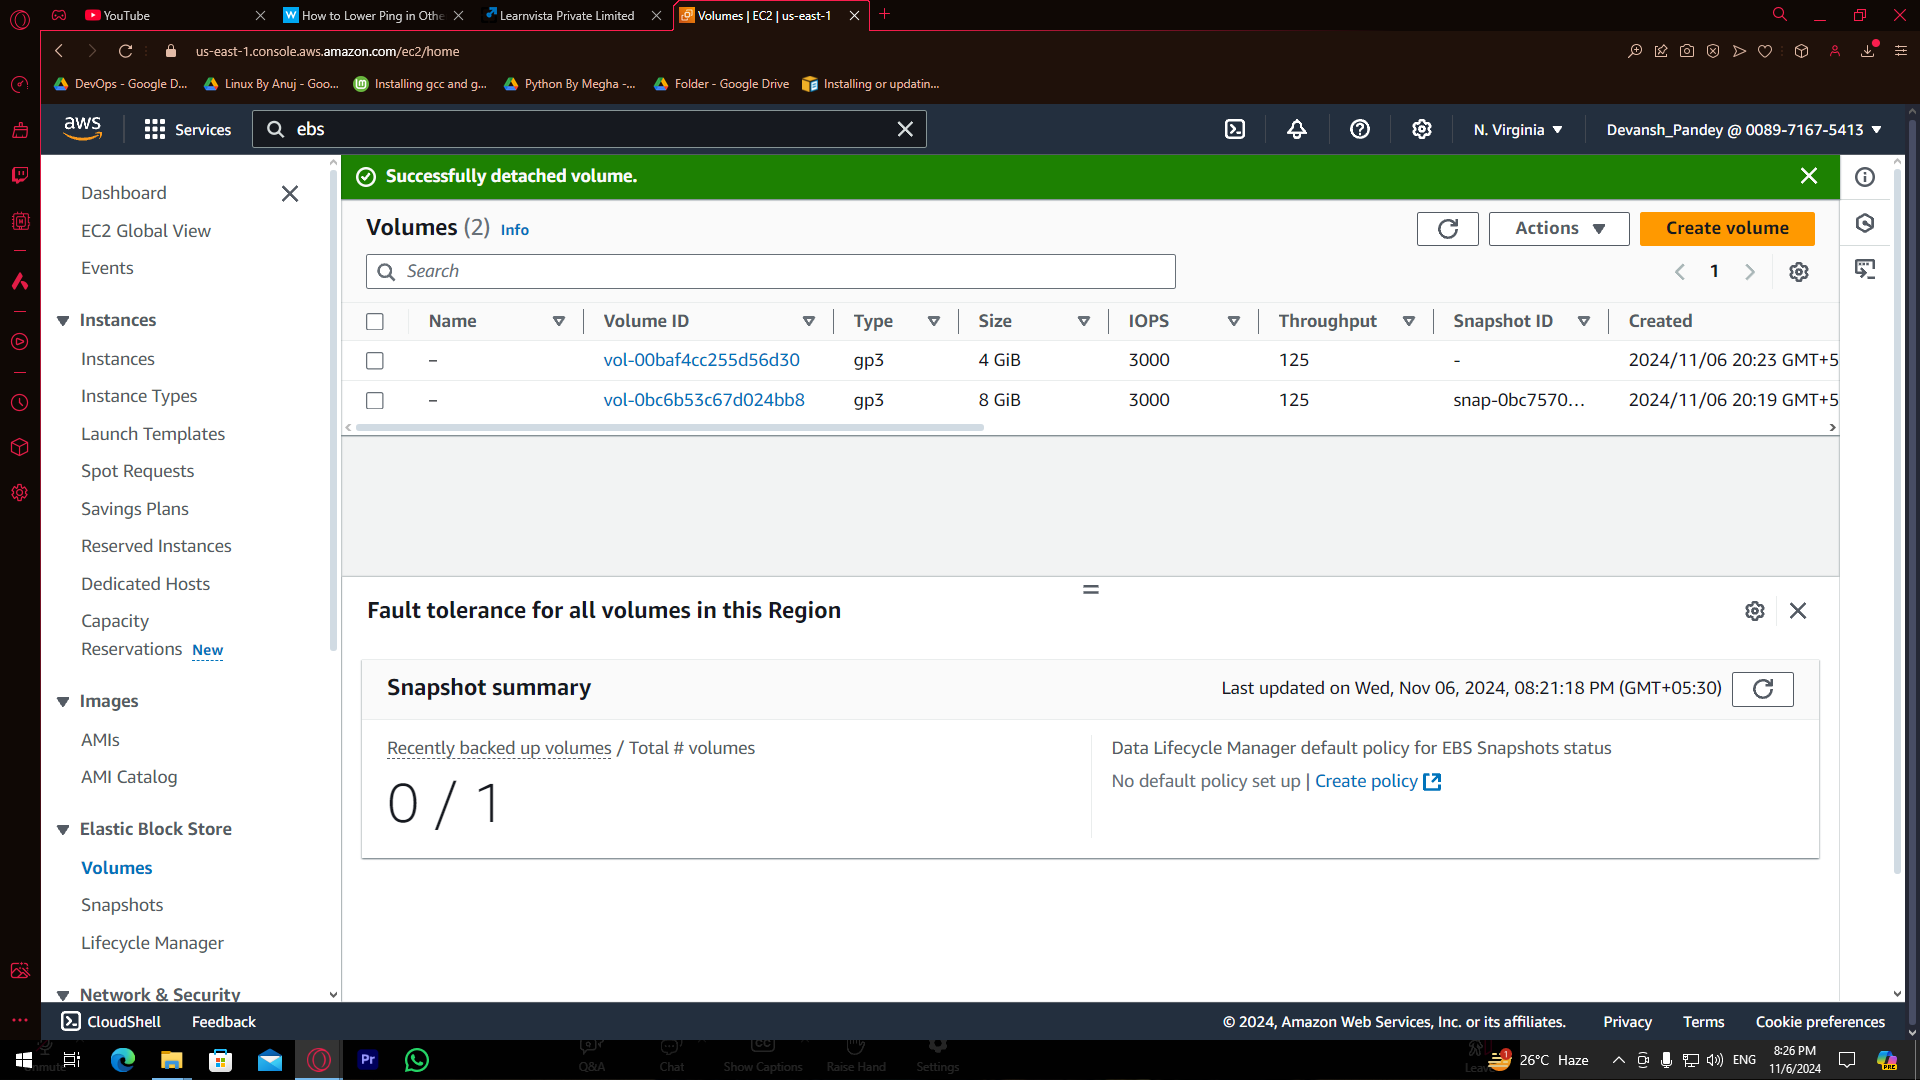 YouTube
How to Lower Ping in Othe
Learnvista Private Limited
Volumes | EC2 | us-east-1
us-east-1.console.aws.amazon.com/ec2/home
DevOps - Google D...
Linux By Anuj - Goo...
Installing gcc and g...
Python By Megha -...
Folder - Google Drive
Installing or updatin...
aws
Services
ebs
N. Virginia
Devansh_Pandey @ 0089-7167-5413
Dashboard
EC2 Global View
Events
Instances
Instances
Instance Types
Launch Templates
Spot Requests
Savings Plans
Reserved Instances
Dedicated Hosts
Capacity
Reservations New
Images
AMIs
AMI Catalog
Elastic Block Store
Volumes
Snapshots
Lifecycle Manager
Network & Security
Successfully detached volume.
Volumes (2) Info
Actions
Create volume
Search
1
Name Volume ID Type Size IOPS Throughput Snapshot ID Created
– vol-00baf4cc255d56d30 gp3 4 GiB 3000 125 - 2024/11/06 20:23 GMT+5
– vol-0bc6b53c67d024bb8 gp3 8 GiB 3000 125 snap-0bc7570... 2024/11/06 20:19 GMT+5
Fault tolerance for all volumes in this Region
Snapshot summary
Last updated on Wed, Nov 06, 2024, 08:21:18 PM (GMT+05:30)
Recently backed up volumes / Total # volumes
0 / 1
Data Lifecycle Manager default policy for EBS Snapshots status
No default policy set up | Create policy
CloudShell
Feedback
© 2024, Amazon Web Services, Inc. or its affiliates.
Privacy
Terms
Cookie preferences
Q&A
Chat
Show Captions
Raise Hand
Settings
Pr
1
26°C Haze
ENG
8:26 PM
11/6/2024
PRE